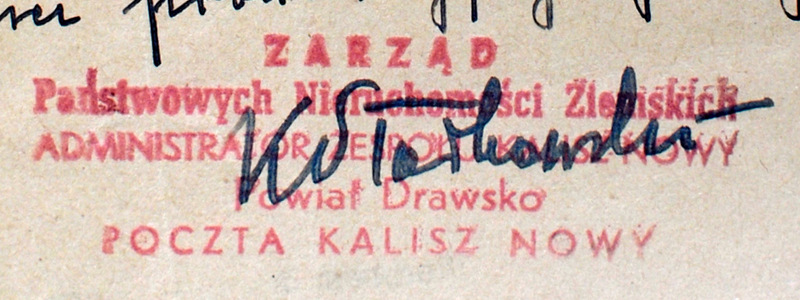 ZARZĄD
Państwowych Nieruchomości Ziemskich
ADMINISTRATOR ZESPOŁU KALISZ NOWY
Powiat Drawsko
POCZTA KALISZ NOWY